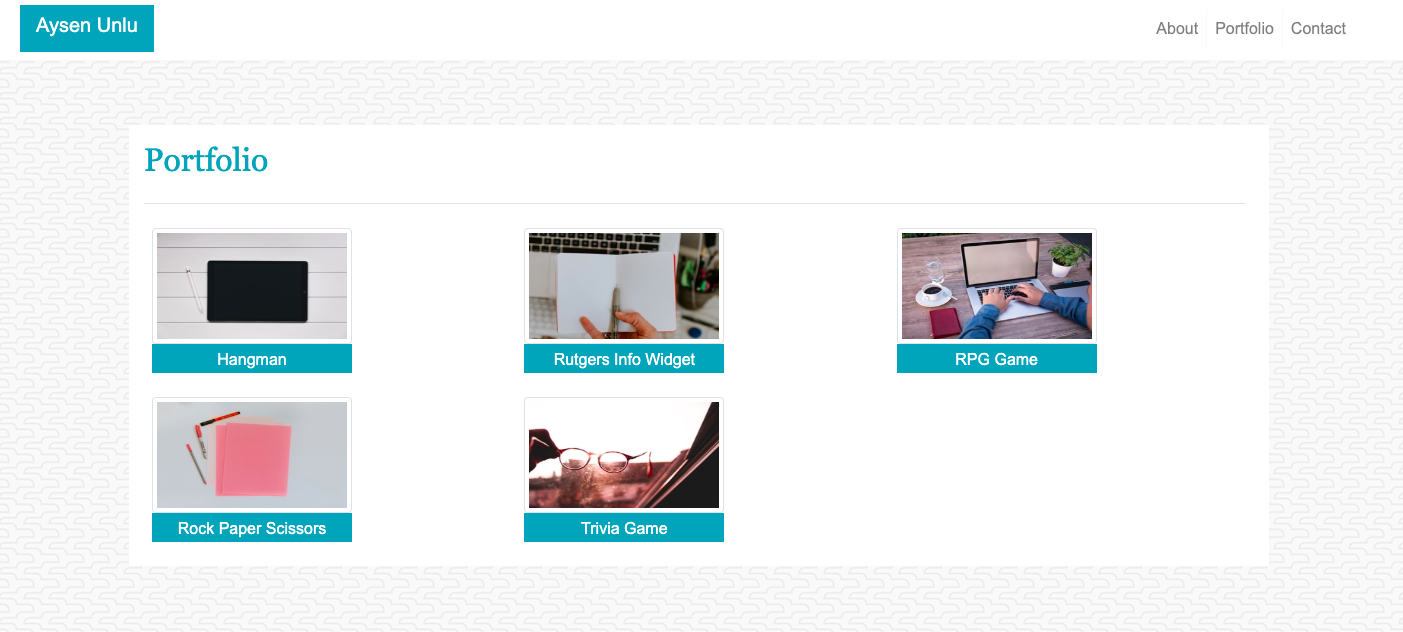 Aysen Unlu
About Portfolio Contact
Portfolio
Hangman
Rutgers Info Widget
RPG Game
Rock Paper Scissors
Trivia Game